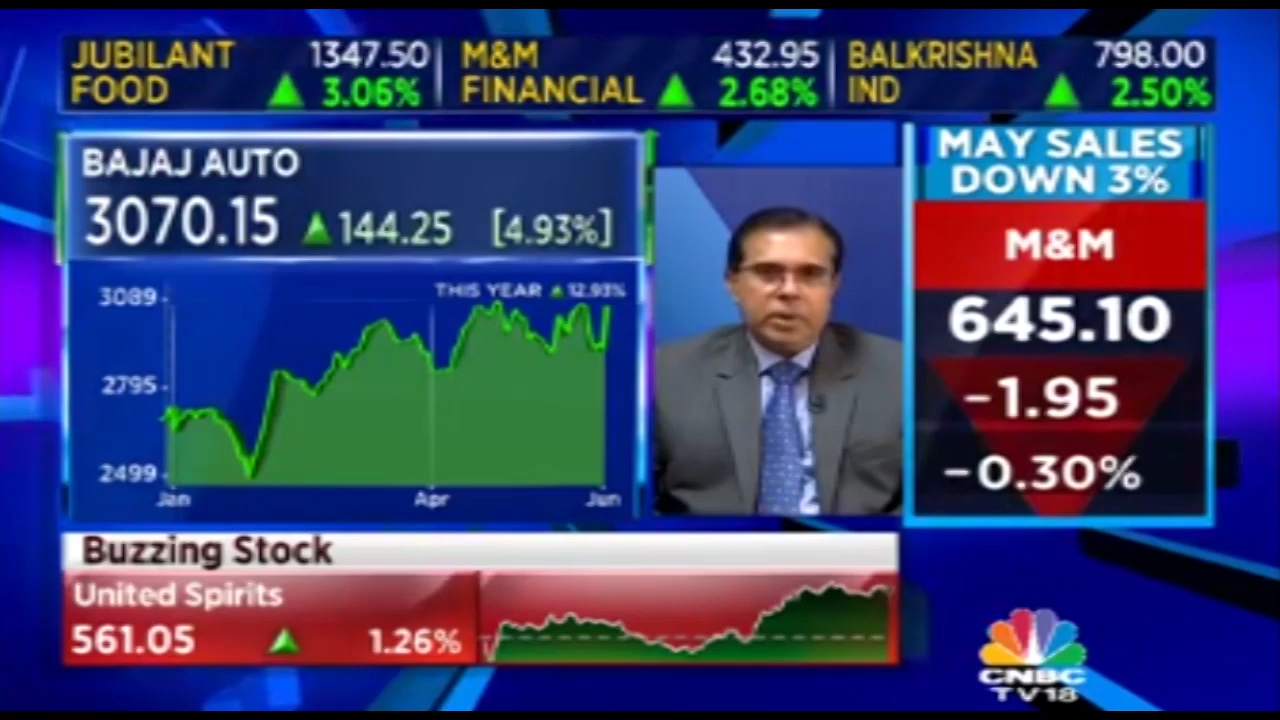 JUBILANT FOOD 1347.50 ▲ 3.06%
M&M FINANCIAL 432.95 ▲ 2.68%
BALKRISHNA IND 798.00 ▲ 2.50%
BAJAJ AUTO
3070.15 ▲ 144.25 [4.93%]
THIS YEAR ▲ 12.93%
3089
2795
2499
Jan Apr Jun
MAY SALES
DOWN 3%
M&M
645.10
-1.95
-0.30%
Buzzing Stock
United Spirits
561.05 ▲ 1.26%
CNBC
TV18